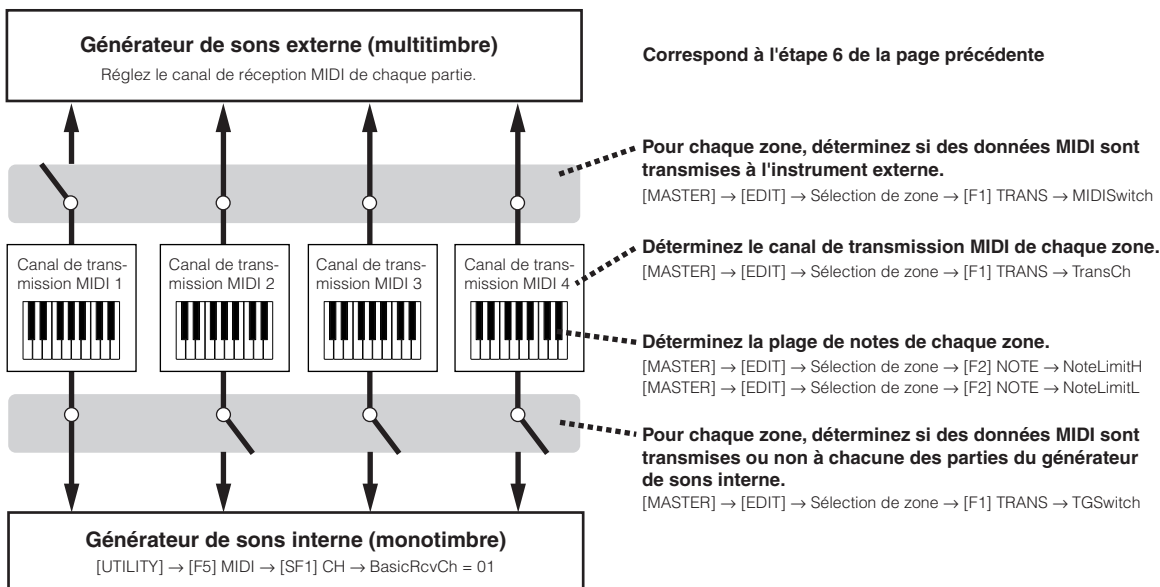 Générateur de sons externe (multitimbre)
Réglez le canal de réception MIDI de chaque partie.
Correspond à l'étape 6 de la page précédente
Pour chaque zone, déterminez si des données MIDI sont
transmises à l'instrument externe.
[MASTER] → [EDIT] → Sélection de zone → [F1] TRANS → MIDISwitch
Canal de trans-
mission MIDI 1
Canal de trans-
mission MIDI 2
Canal de trans-
mission MIDI 3
Canal de trans-
mission MIDI 4
Déterminez le canal de transmission MIDI de chaque zone.
[MASTER] → [EDIT] → Sélection de zone → [F1] TRANS → TransCh
Déterminez la plage de notes de chaque zone.
[MASTER] → [EDIT] → Sélection de zone → [F2] NOTE → NoteLimitH
[MASTER] → [EDIT] → Sélection de zone → [F2] NOTE → NoteLimitL
Pour chaque zone, déterminez si des données MIDI sont
transmises ou non à chacune des parties du générateur
de sons interne.
[MASTER] → [EDIT] → Sélection de zone → [F1] TRANS → TGSwitch
Générateur de sons interne (monotimbre)
[UTILITY] → [F5] MIDI → [SF1] CH → BasicRcvCh = 01